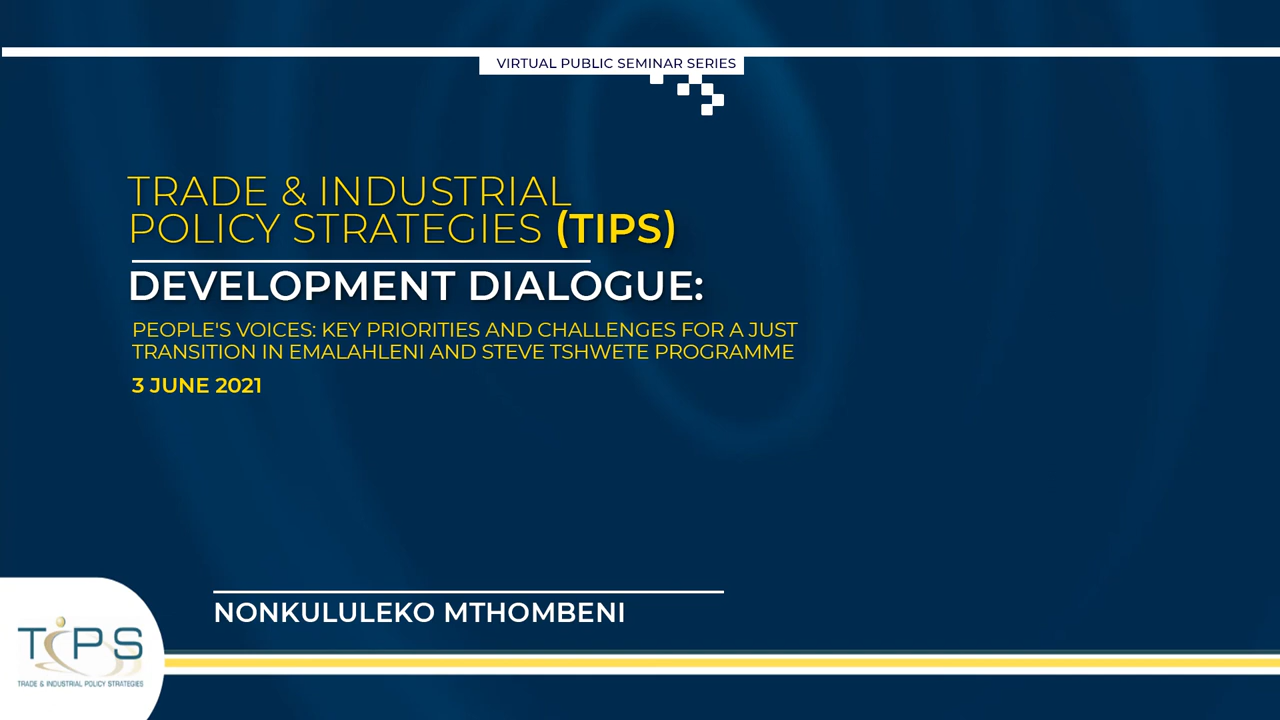 VIRTUAL PUBLIC SEMINAR SERIES
TRADE & INDUSTRIAL
POLICY STRATEGIES (TIPS)
DEVELOPMENT DIALOGUE:
PEOPLE'S VOICES: KEY PRIORITIES AND CHALLENGES FOR A JUST
TRANSITION IN EMALAHLENI AND STEVE TSHWETE PROGRAMME
3 JUNE 2021
NONKULULEKO MTHOMBENI
TIPS
TRADE & INDUSTRIAL POLICY STRATEGIES